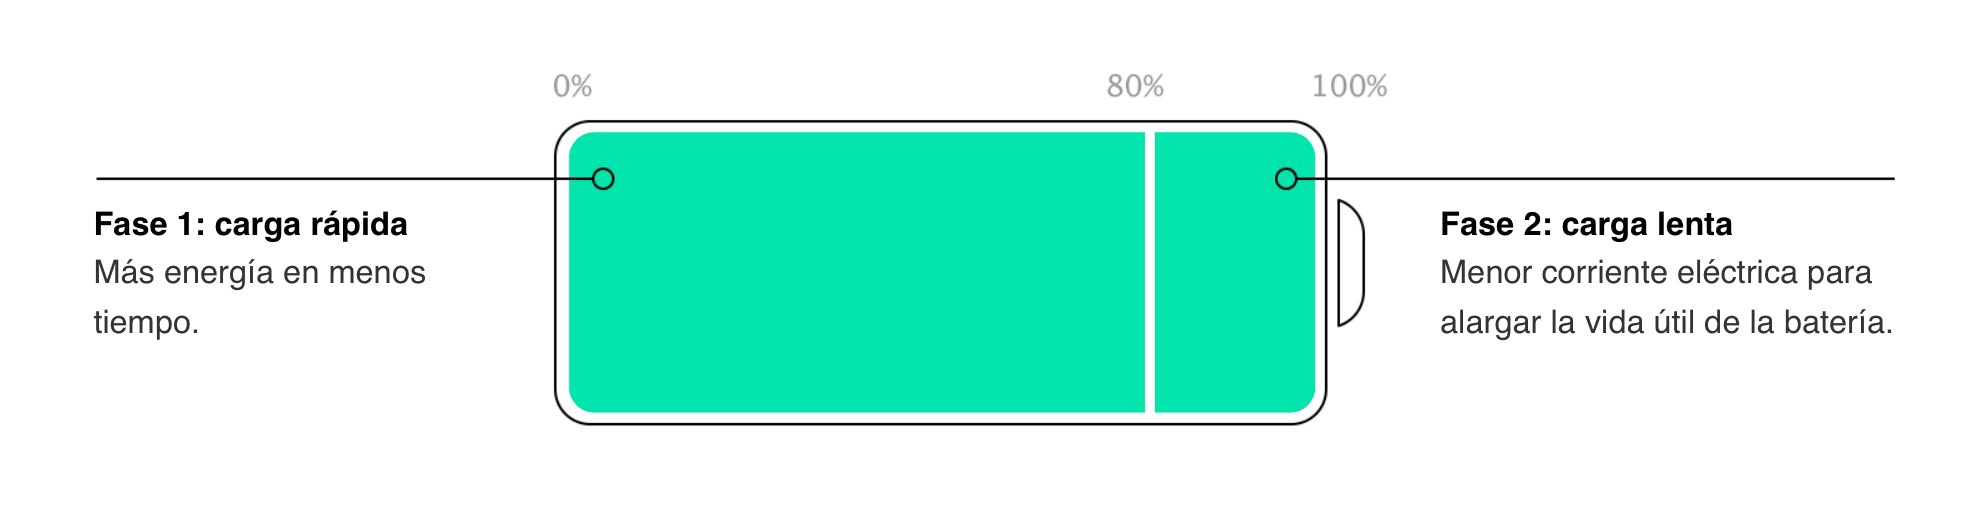 0% 80% 100%
Fase 1: carga rápida
Más energía en menos
tiempo.
Fase 2: carga lenta
Menor corriente eléctrica para
alargar la vida útil de la batería.